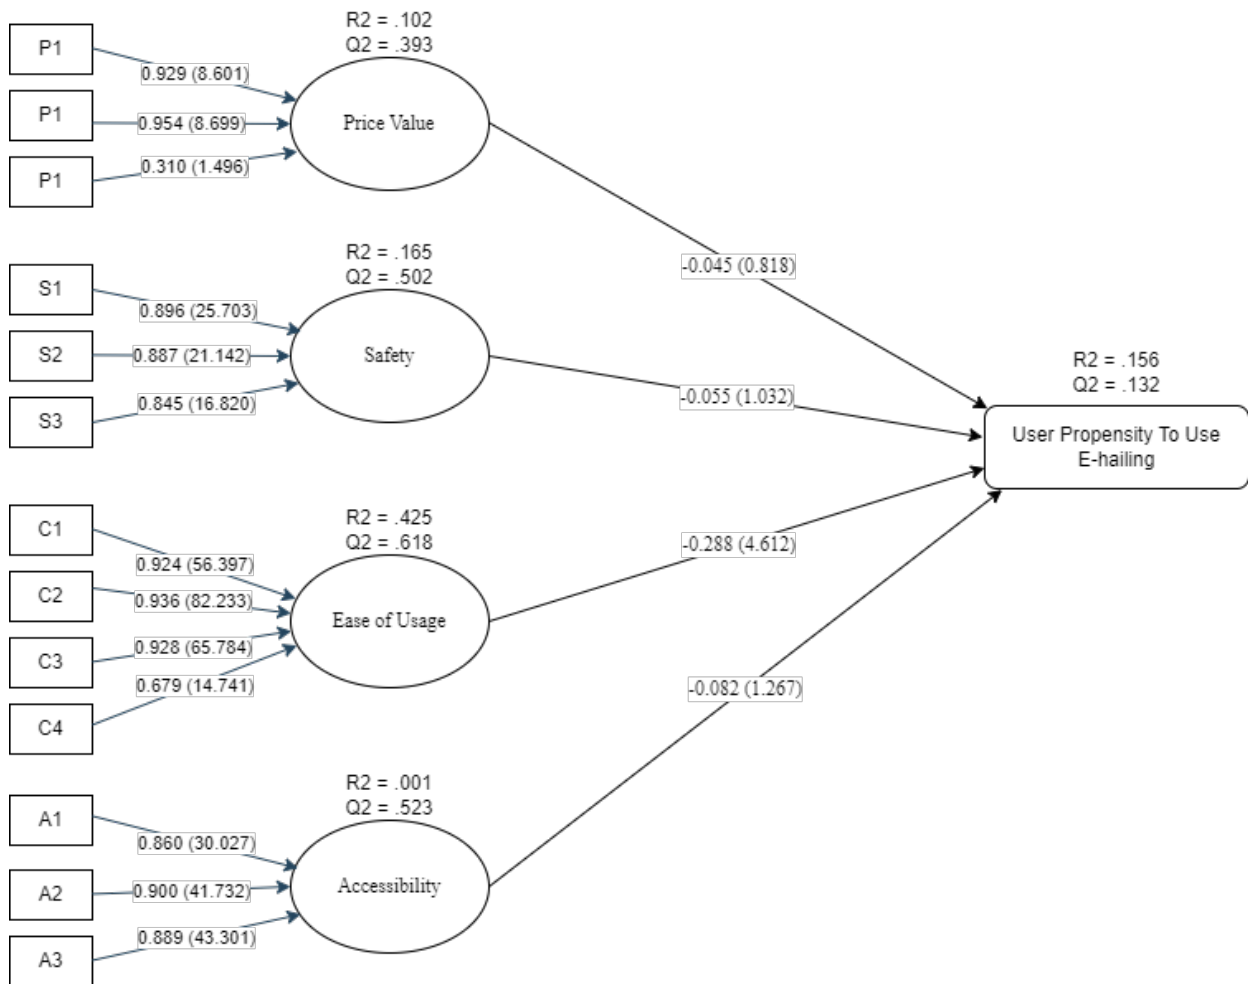 R2 = .102
Q2 = .393
P1
P1
P1
0.929 (8.601)
0.954 (8.699)
0.310 (1.496)
Price Value
-0.045 (0.818)
R2 = .165
Q2 = .502
S1
S2
S3
0.896 (25.703)
0.887 (21.142)
0.845 (16.820)
Safety
-0.055 (1.032)
R2 = .156
Q2 = .132
User Propensity To Use
E-hailing
R2 = .425
Q2 = .618
C1
C2
C3
C4
0.924 (56.397)
0.936 (82.233)
0.928 (65.784)
0.679 (14.741)
Ease of Usage
-0.288 (4.612)
-0.082 (1.267)
R2 = .001
Q2 = .523
A1
A2
A3
0.860 (30.027)
0.900 (41.732)
0.889 (43.301)
Accessibility